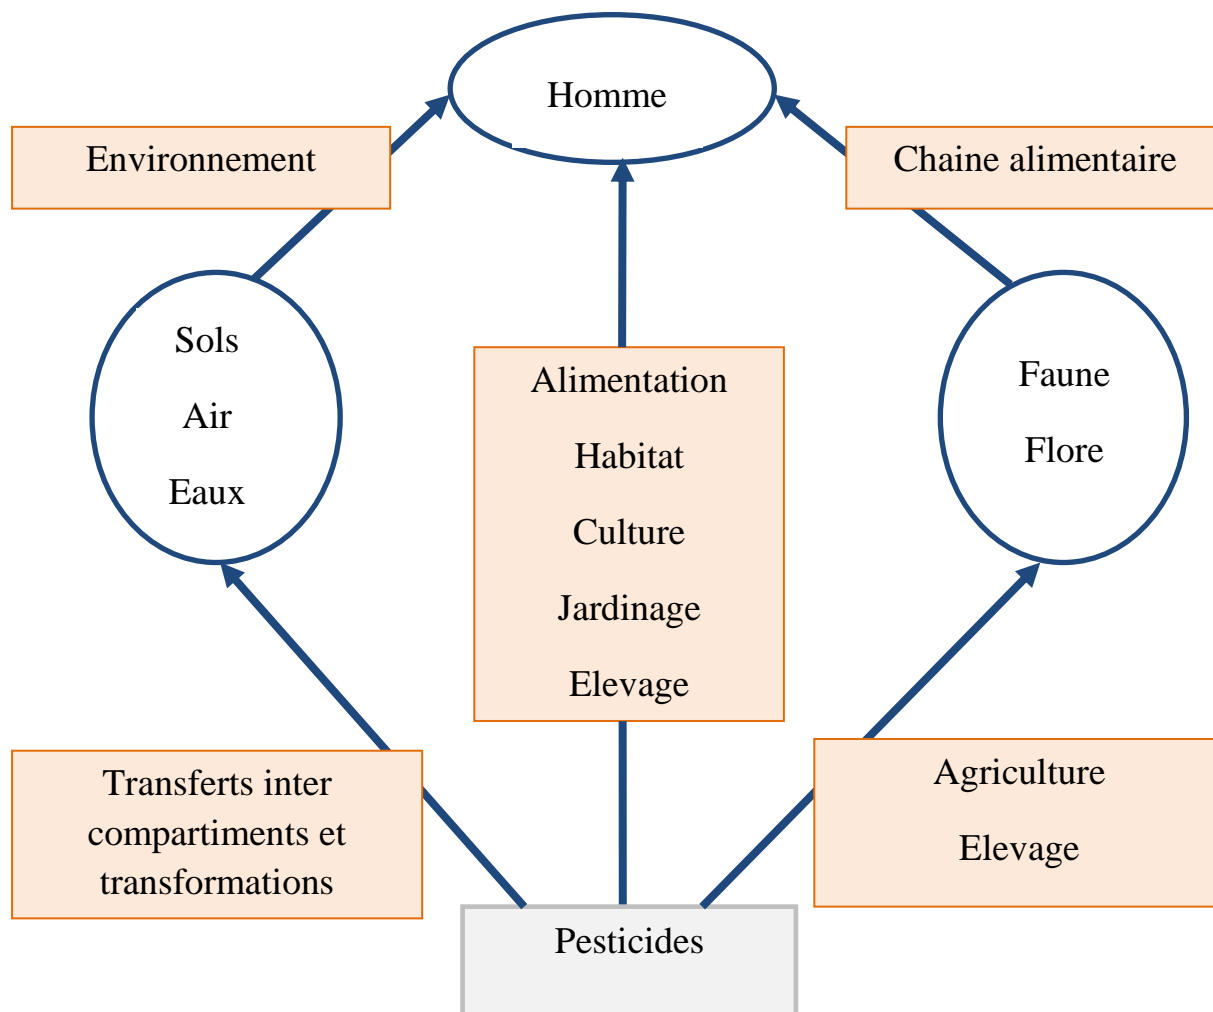 Homme
Environnement
Chaine alimentaire
Sols
Air
Eaux
Alimentation
Habitat
Culture
Jardinage
Elevage
Faune
Flore
Transferts inter
compartiments et
transformations
Agriculture
Elevage
Pesticides